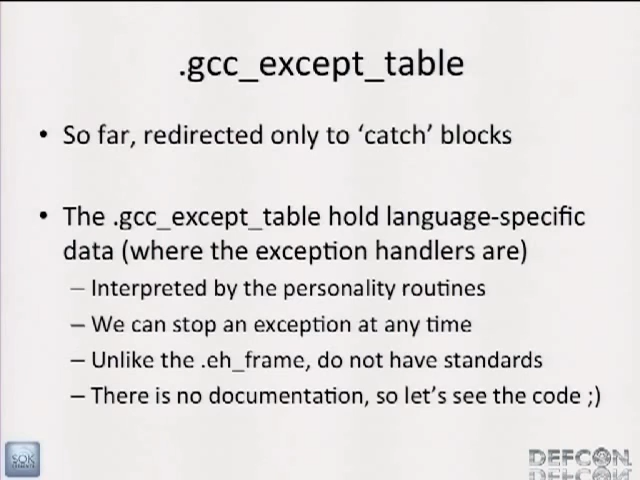 .gcc_except_table
• So far, redirected only to ‘catch’ blocks
• The .gcc_except_table hold language-specific
data (where the exception handlers are)
– Interpreted by the personality routines
– We can stop an exception at any time
– Unlike the .eh_frame, do not have standards
– There is no documentation, so let’s see the code ;)
SOK
DEFCON